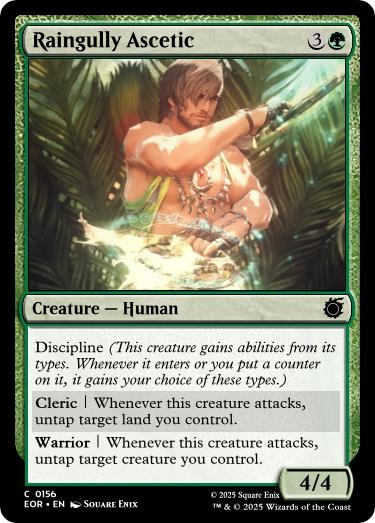 Raingully Ascetic 3
Creature — Human
Discipline (This creature gains abilities from its
types. Whenever it enters or you put a counter
on it, it gains your choice of these types.)
Cleric | Whenever this creature attacks,
untap target land you control.
Warrior | Whenever this creature attacks,
untap target creature you control.
4/4
C 0156
EOR • EN SQUARE ENIX
© 2025 Square Enix
™ & © 2025 Wizards of the Coast